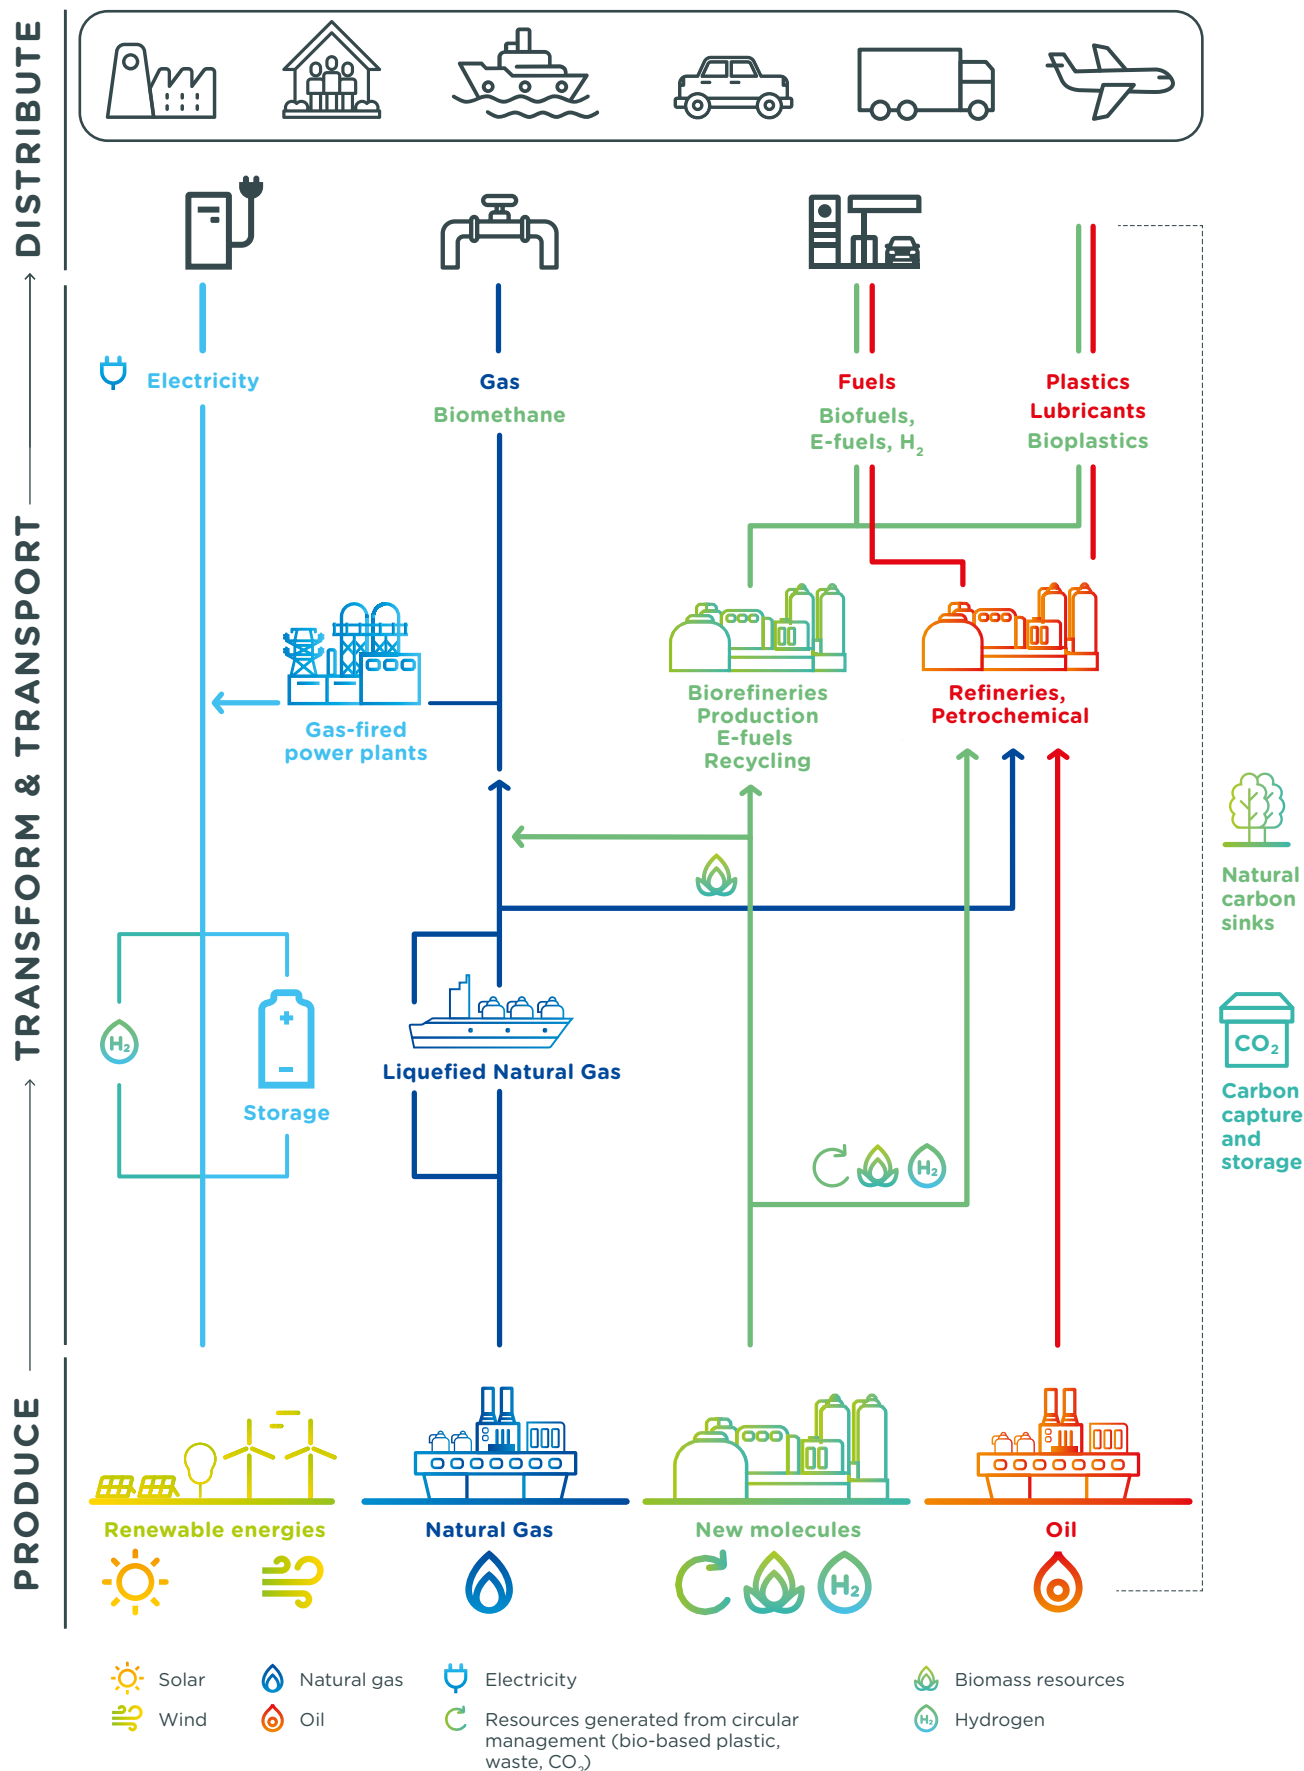 DISTRIBUTE
TRANSFORM & TRANSPORT
PRODUCE
Electricity
Gas
Biomethane
Fuels
Biofuels,
E-fuels, H₂
Plastics
Lubricants
Bioplastics
Gas-fired
power plants
Biorefineries
Production
E-fuels
Recycling
Refineries,
Petrochemical
Natural
carbon
sinks
H₂
Storage
Liquefied Natural Gas
CO₂
Carbon
capture
and
storage
H₂
Renewable energies
Natural Gas
New molecules
Oil
H₂
Solar
Natural gas
Electricity
Biomass resources
Wind
Oil
Resources generated from circular
management (bio-based plastic,
waste, CO₂)
H₂
Hydrogen